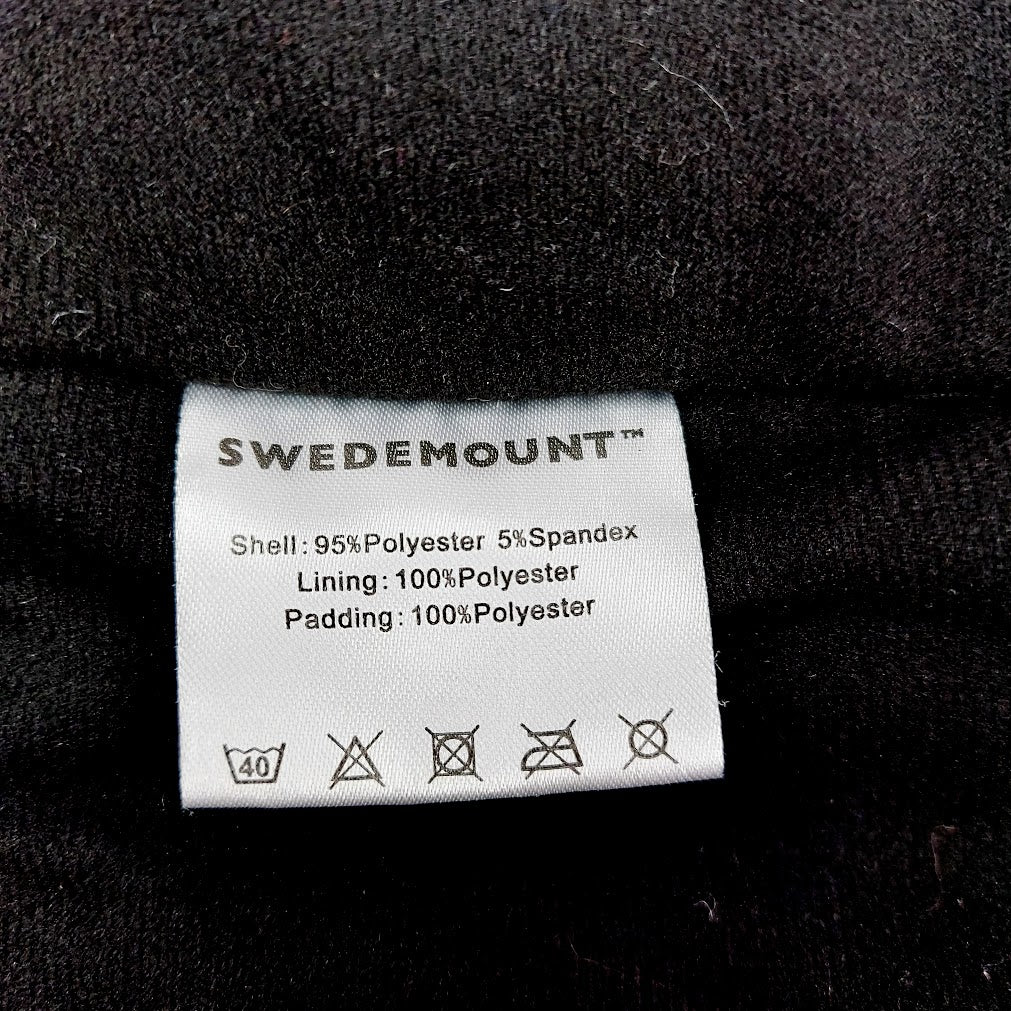 SWEDEMOUNT™
Shell: 95%Polyester 5%Spandex
Lining: 100%Polyester
Padding: 100%Polyester
40